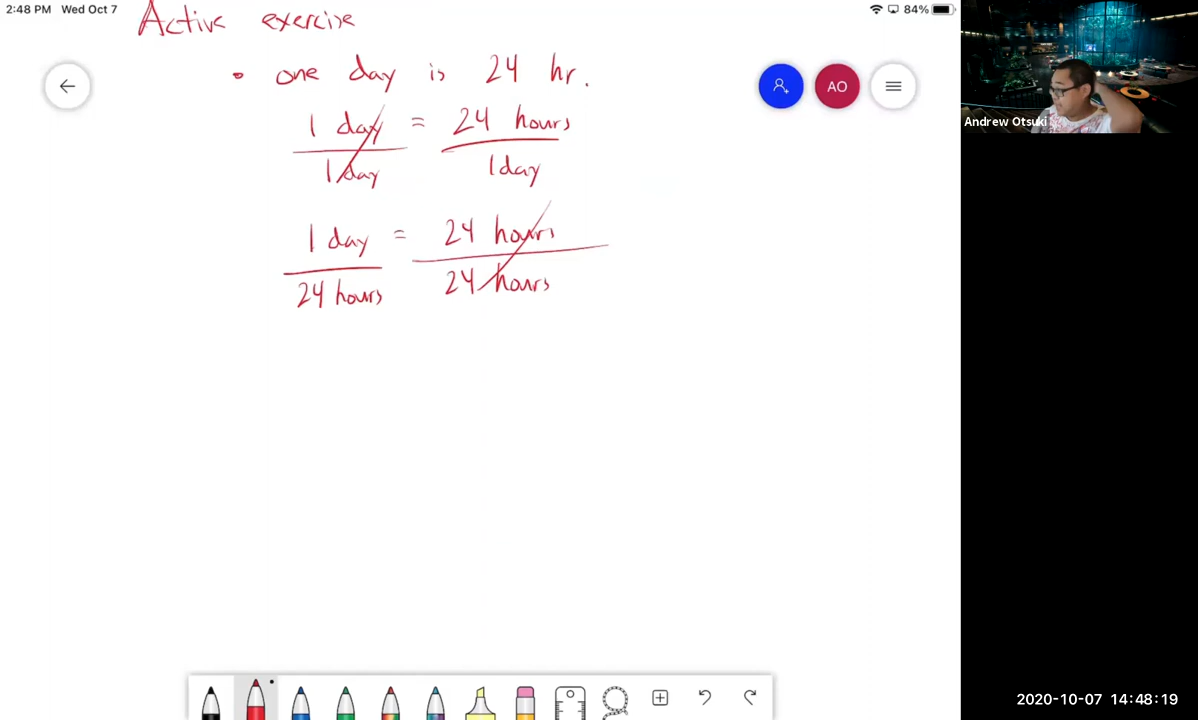 2:48 PM Wed Oct 7
84%
Active exercise
• one day is 24 hr.
1 day = 24 hours
1 day 1 day
1 day = 24 hours
24 hours 24 hours
AO
Andrew Otsuki
2020-10-07 14:48:19